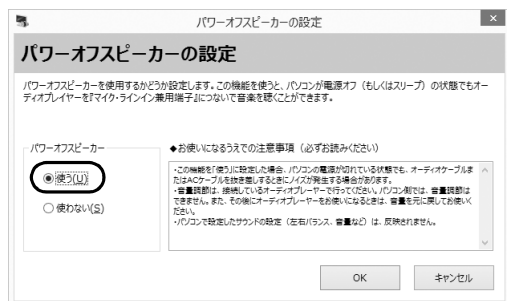 パワーオフスピーカーの設定
パワーオフスピーカーの設定
パワーオフスピーカーを使用するかどうか設定します。この機能を使うと、パソコンが電源オフ（もしくはスリープ）の状態でもオー
ディオプレイヤーを『マイク・ラインイン兼用端子』につないで音楽を聴くことができます。
パワーオフスピーカー
使う(U)
使わない(S)
◆お使いになるうえでの注意事項（必ずお読みください）
・この機能を「使う」に設定した場合、パソコンの電源が切れている状態でも、オーディオケーブルま
たはACケーブルを抜き差しするときにノイズが発生する場合があります。
・音量調節は、接続しているオーディオプレーヤーで行ってください。パソコン側では、音量調節は
できません。また、その後にオーディオプレーヤーをお使いになるときは、音量を元に戻してお使いく
ださい。
・パソコンで設定したサウンドの設定（左右バランス、音量など）は、反映されません。
OK
キャンセル